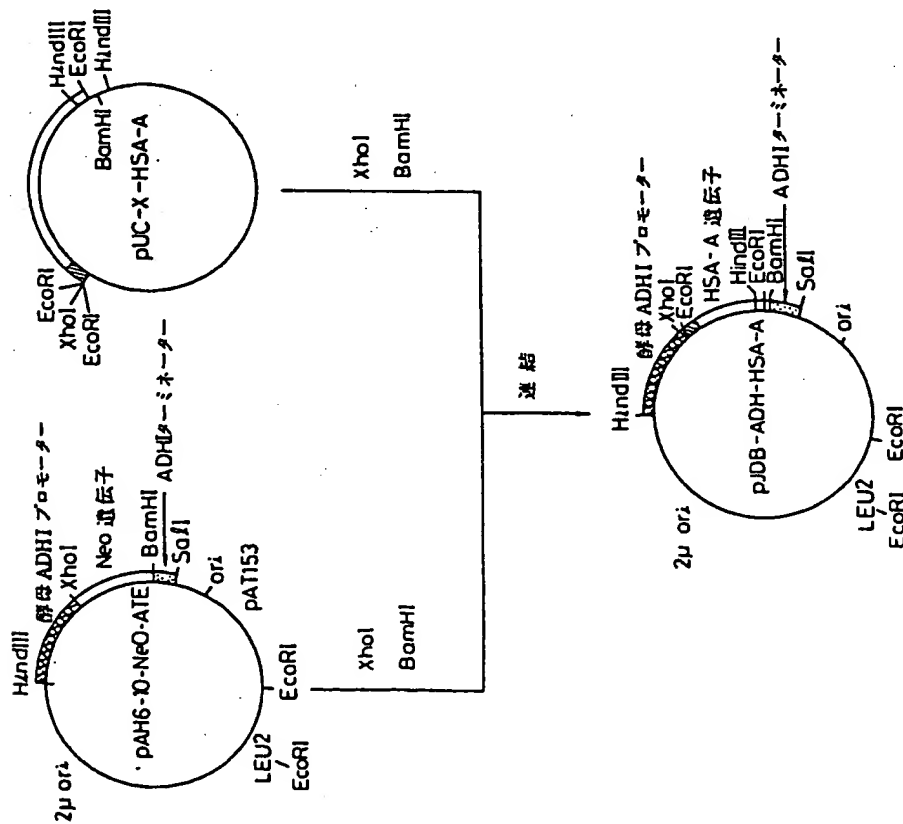 HindIII
酵母ADHIプロモーター
XhoI
Neo遺伝子
BamHI
ADHIターミネーター
SalI
ori
pAT153
EcoRI
LEU2
EcoRI
2μ ori
pAH6-10-NeO-ATE
XhoI
BamHI
EcoRI
XhoI
EcoRI
HindIII
EcoRI
BamHI
HindIII
pUC-X-HSA-A
XhoI
BamHI
連結
HindIII
酵母ADHIプロモーター
XhoI
EcoRI
HSA-A遺伝子
HindIII
EcoRI
BamHI
ADHIターミネーター
SalI
ori
EcoRI
LEU2
EcoRI
2μ ori
pJDB-ADH-HSA-A